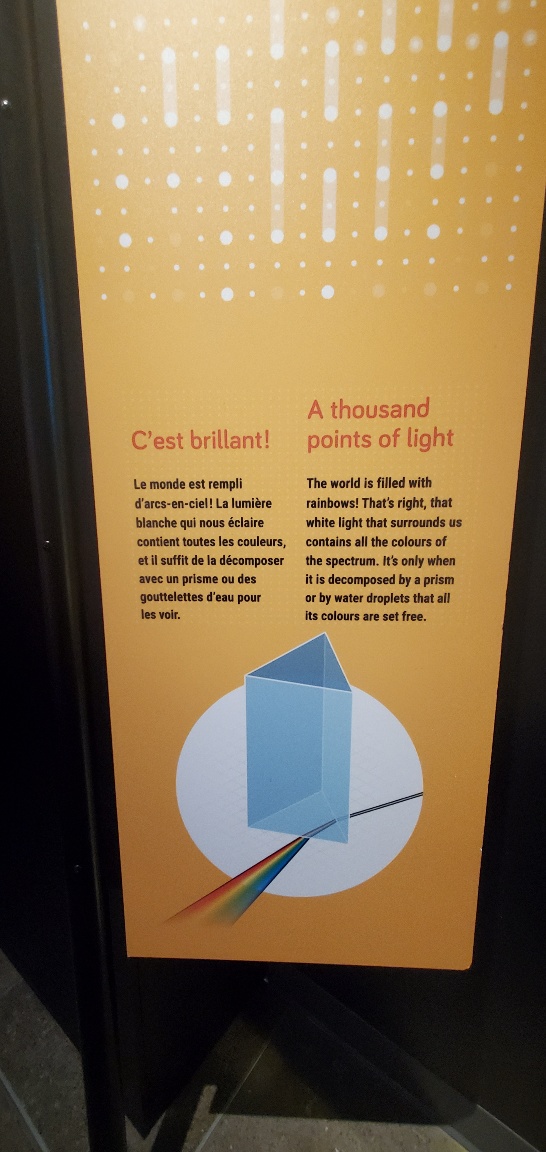 C'est brillant!
Le monde est rempli
d'arcs-en-ciel! La lumière
blanche qui nous éclaire
contient toutes les couleurs,
et il suffit de la décomposer
avec un prisme ou des
gouttelettes d'eau pour
les voir.
A thousand
points of light
The world is filled with
rainbows! That's right, that
white light that surrounds us
contains all the colours of
the spectrum. It's only when
it is decomposed by a prism
or by water droplets that all
its colours are set free.